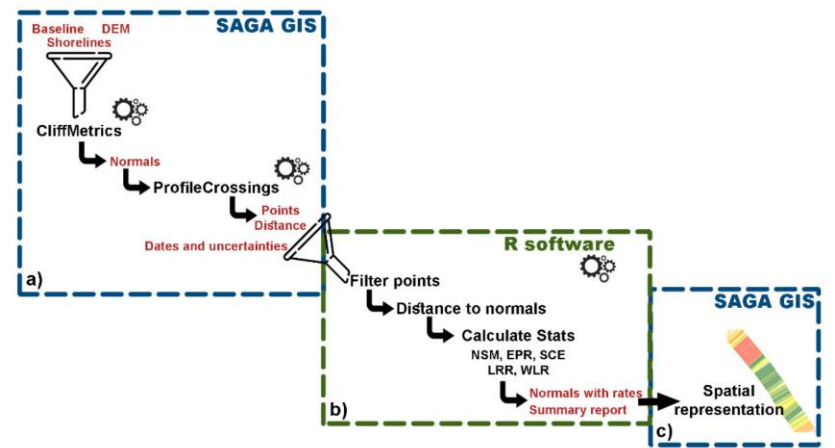 SAGA GIS
Baseline DEM
Shorelines
CliffMetrics
Normals
ProfileCrossings
Points
Distance
Dates and uncertainties
a)
R software
Filter points
Distance to normals
Calculate Stats
NSM, EPR, SCE
LRR, WLR
Normals with rates
Summary report
b)
SAGA GIS
Spatial
representation
c)